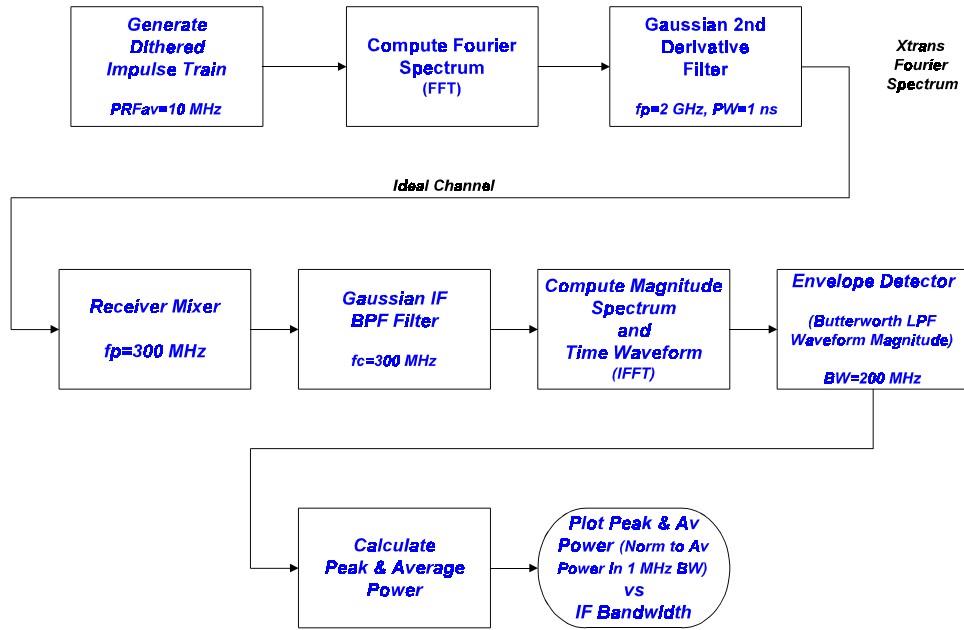 Generate
Dithered
Impulse Train
PRFav=10 MHz
Compute Fourier
Spectrum
(FFT)
Gaussian 2nd
Derivative
Filter
fp=2 GHz, PW=1 ns
Xtrans
Fourier
Spectrum
Ideal Channel
Receiver Mixer
fp=300 MHz
Gaussian IF
BPF Filter
fc=300 MHz
Compute Magnitude
Spectrum
and
Time Waveform
(IFFT)
Envelope Detector
(Butterworth LPF
Waveform Magnitude)
BW=200 MHz
Calculate
Peak & Average
Power
Plot Peak & Av
Power (Norm to Av
Power in 1 MHz BW)
vs
IF Bandwidth